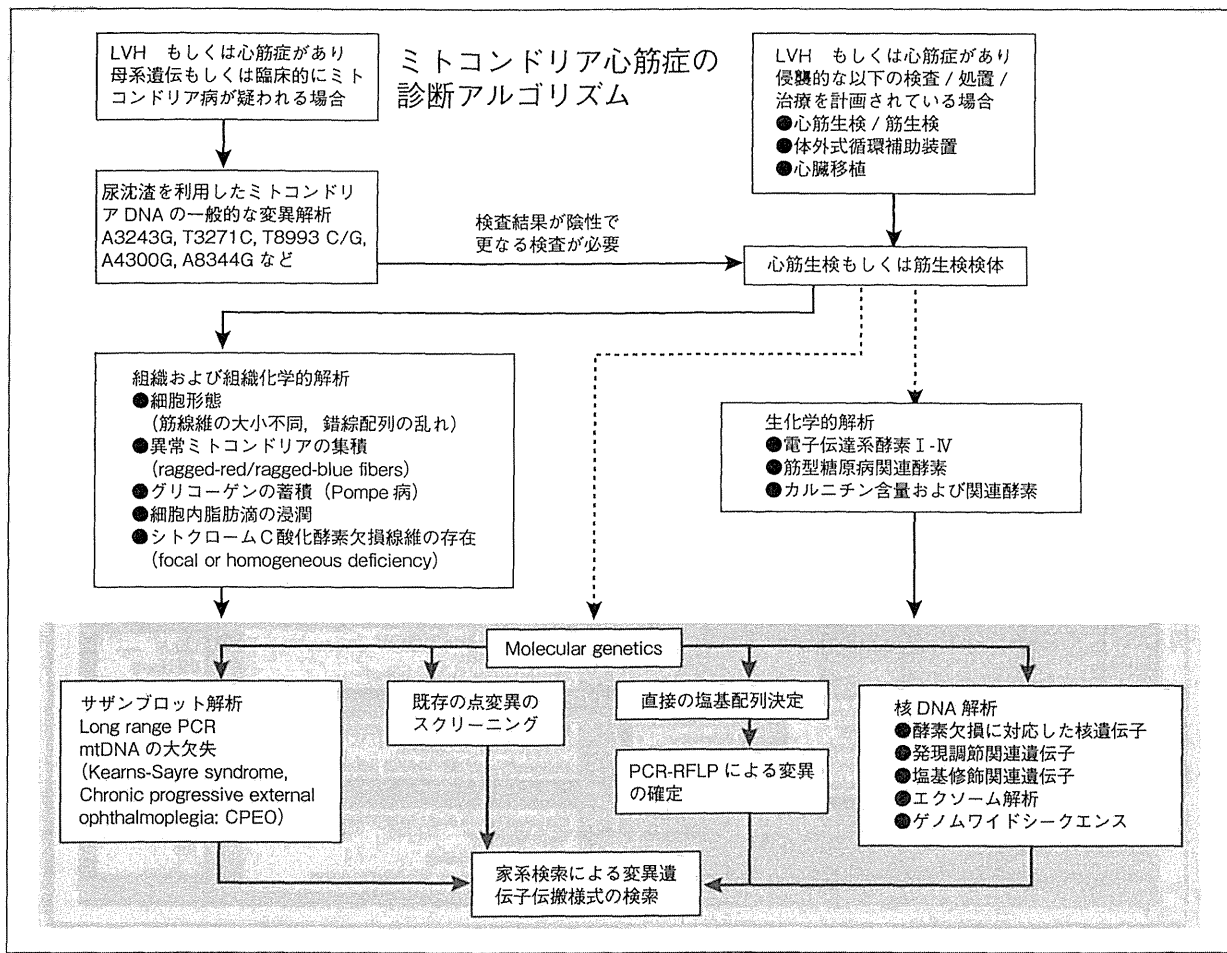 LVH もしくは心筋症があり
母系遺伝もしくは臨床的にミト
コンドリア病が疑われる場合
ミトコンドリア心筋症の
診断アルゴリズム
LVH もしくは心筋症があり
侵襲的な以下の検査 / 処置 /
治療を計画されている場合
●心筋生検 / 筋生検
●体外式循環補助装置
●心臓移植
尿沈渣を利用したミトコンドリ
ア DNA の一般的な変異解析
A3243G, T3271C, T8993 C/G,
A4300G, A8344G など
検査結果が陰性で
更なる検査が必要
心筋生検もしくは筋生検検体
組織および組織化学的解析
●細胞形態
(筋線維の大小不同，錯綜配列の乱れ)
●異常ミトコンドリアの集積
(ragged-red/ragged-blue fibers)
●グリコーゲンの蓄積（Pompe 病）
●細胞内脂肪滴の浸潤
●シトクローム C 酸化酵素欠損線維の存在
(focal or homogeneous deficiency)
生化学的解析
●電子伝達系酵素 I -Ⅳ
●筋型糖原病関連酵素
●カルニチン含量および関連酵素
Molecular genetics
サザンブロット解析
Long range PCR
mtDNA の大欠失
(Kearns-Sayre syndrome,
Chronic progressive external
ophthalmoplegia: CPEO)
既存の点変異の
スクリーニング
直接の塩基配列決定
PCR-RFLP による変異
の確定
核 DNA 解析
●酵素欠損に対応した核遺伝子
●発現調節関連遺伝子
●塩基修飾関連遺伝子
●エクソーム解析
●ゲノムワイドシークエンス
家系検索による変異遺
伝子伝搬様式の検索